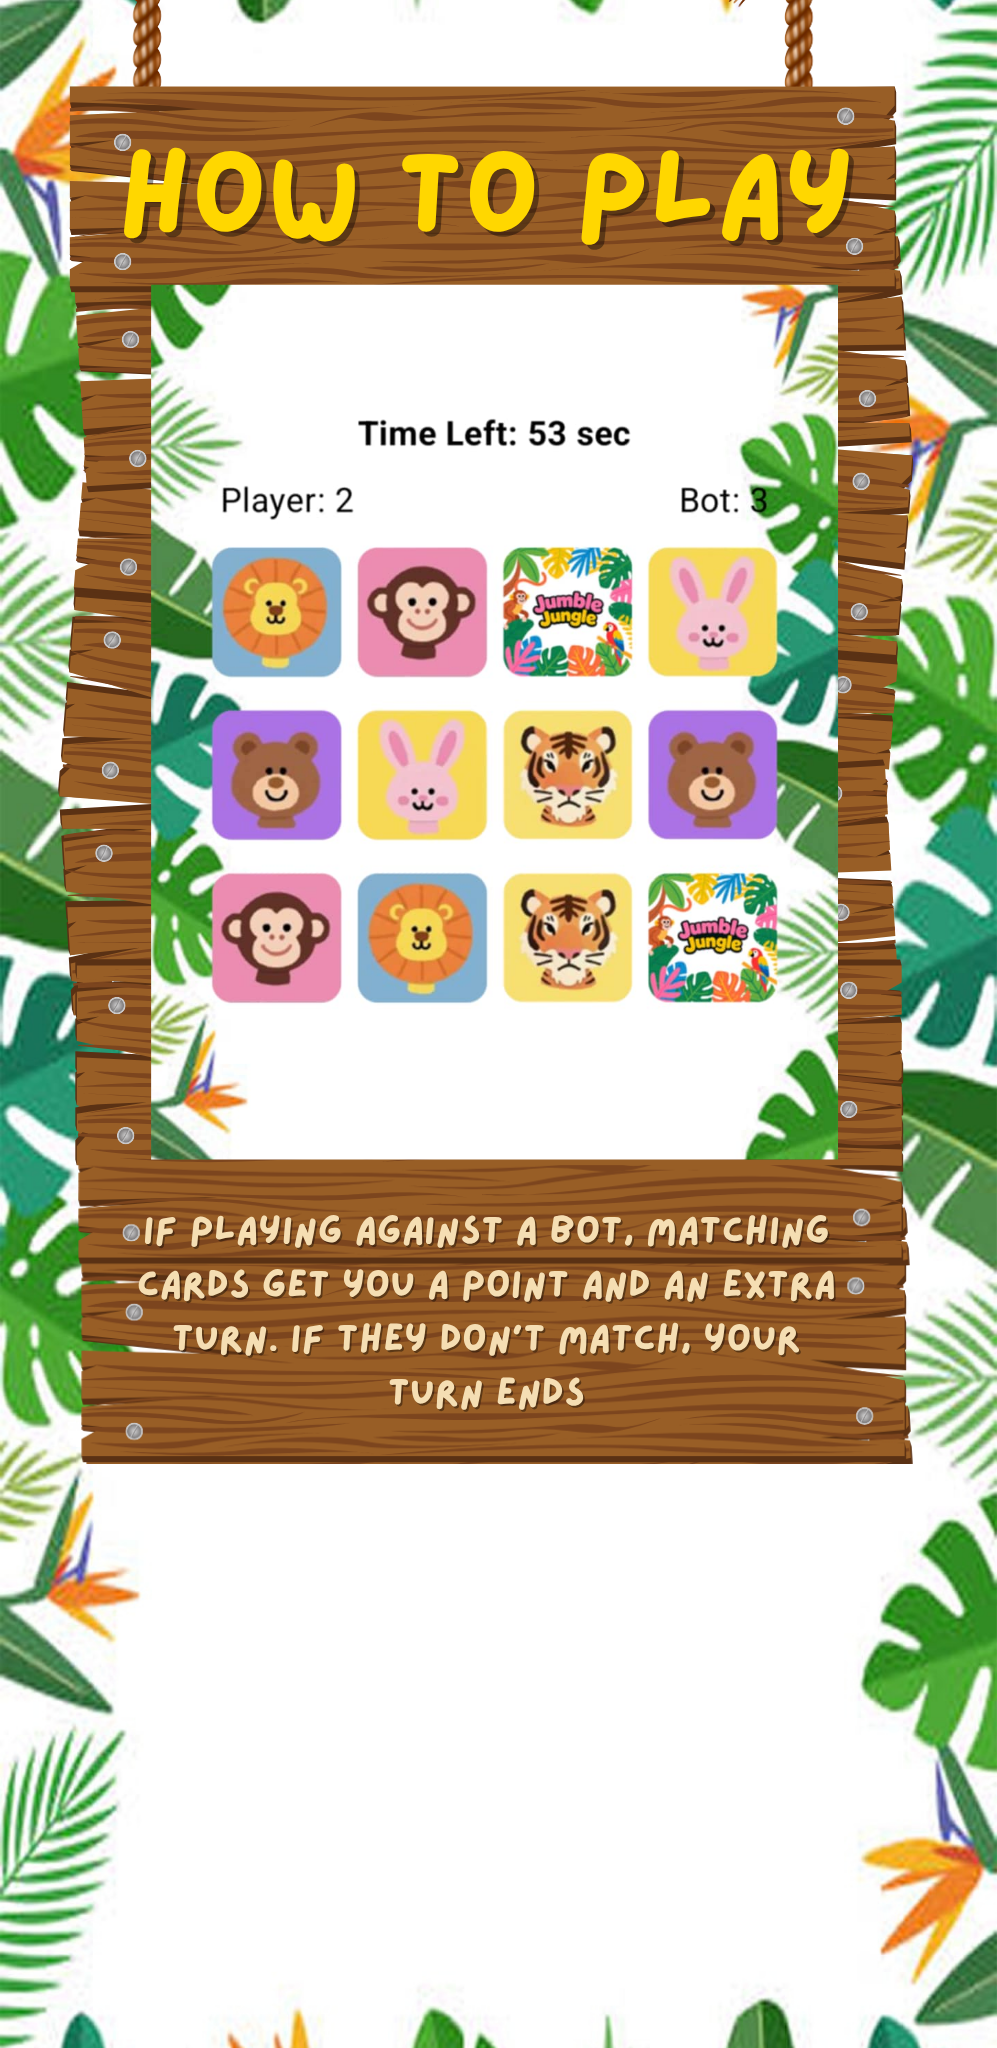 HOW TO PLAY
Time Left: 53 sec
Player: 2 Bot: 3
Jumble
Jungle
Jumble
Jungle
IF PLAYING AGAINST A BOT, MATCHING
CARDS GET YOU A POINT AND AN EXTRA
TURN. IF THEY DON'T MATCH, YOUR
TURN ENDS